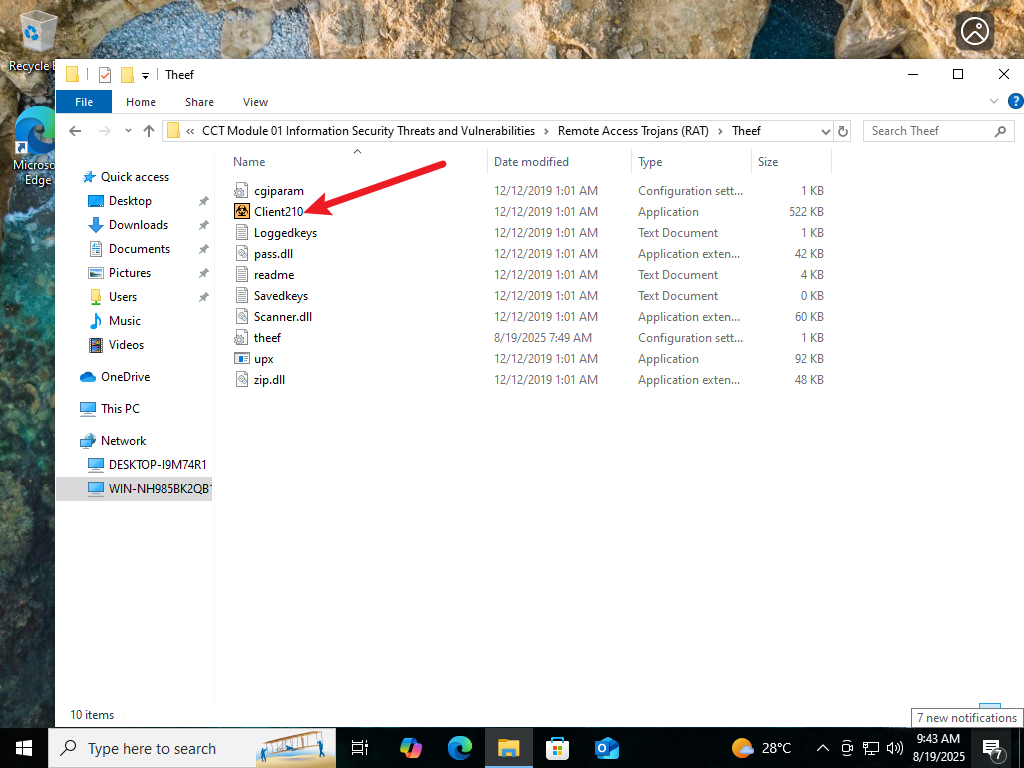 Recycle
Theef
File
Home
Share
View
?
« CCT Module 01 Information Security Threats and Vulnerabilities > Remote Access Trojans (RAT) > Theef
Search Theef
Microso
Edge
Name
Date modified
Type
Size
Quick access
Desktop
Downloads
Documents
Pictures
Users
Music
Videos
OneDrive
This PC
Network
DESKTOP-I9M74R1
WIN-NH985BK2QB1
cgiparam 12/12/2019 1:01 AM Configuration sett... 1 KB
Client210 12/12/2019 1:01 AM Application 522 KB
Loggedkeys 12/12/2019 1:01 AM Text Document 1 KB
pass.dll 12/12/2019 1:01 AM Application exten... 42 KB
readme 12/12/2019 1:01 AM Text Document 4 KB
Savedkeys 12/12/2019 1:01 AM Text Document 0 KB
Scanner.dll 12/12/2019 1:01 AM Application exten... 60 KB
theef 8/19/2025 7:49 AM Configuration sett... 1 KB
upx 12/12/2019 1:01 AM Application 92 KB
zip.dll 12/12/2019 1:01 AM Application exten... 48 KB
10 items
7 new notifications
Type here to search
28°C
9:43 AM
8/19/2025
7